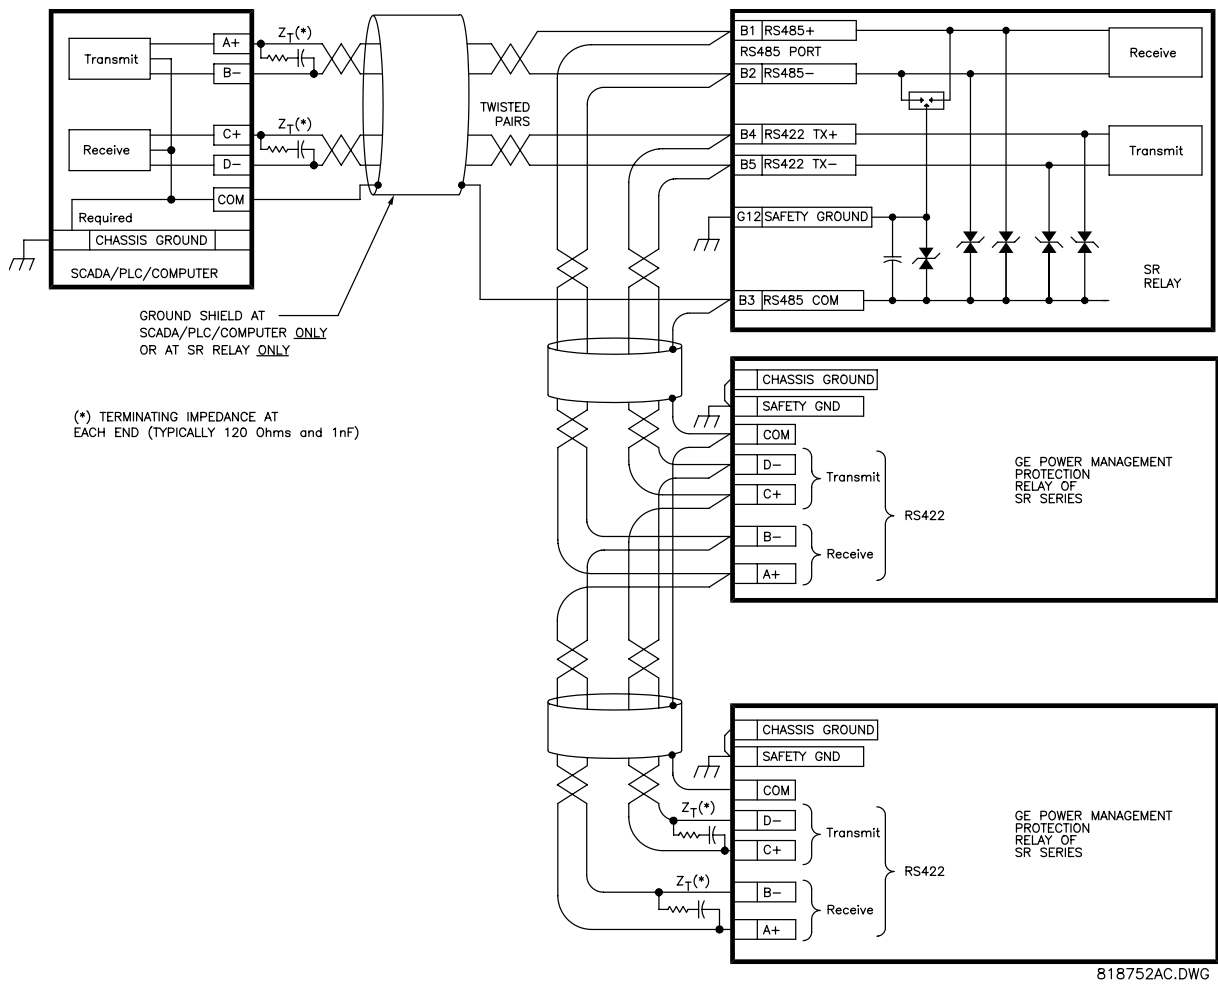 Transmit
A+
B-
Z_T(*)
Receive
C+
D-
Z_T(*)
COM
Required
CHASSIS GROUND
SCADA/PLC/COMPUTER
TWISTED
PAIRS
GROUND SHIELD AT
SCADA/PLC/COMPUTER ONLY
OR AT SR RELAY ONLY
(*) TERMINATING IMPEDANCE AT
EACH END (TYPICALLY 120 Ohms and 1nF)
B1 RS485+
RS485 PORT
B2 RS485-
B4 RS422 TX+
B5 RS422 TX-
G12 SAFETY GROUND
B3 RS485 COM
Receive
Transmit
SR
RELAY
CHASSIS GROUND
SAFETY GND
COM
D-
C+
Transmit
B-
A+
Receive
RS422
GE POWER MANAGEMENT
PROTECTION
RELAY OF
SR SERIES
CHASSIS GROUND
SAFETY GND
COM
Z_T(*)
D-
C+
Transmit
Z_T(*)
B-
A+
Receive
RS422
GE POWER MANAGEMENT
PROTECTION
RELAY OF
SR SERIES
818752AC.DWG